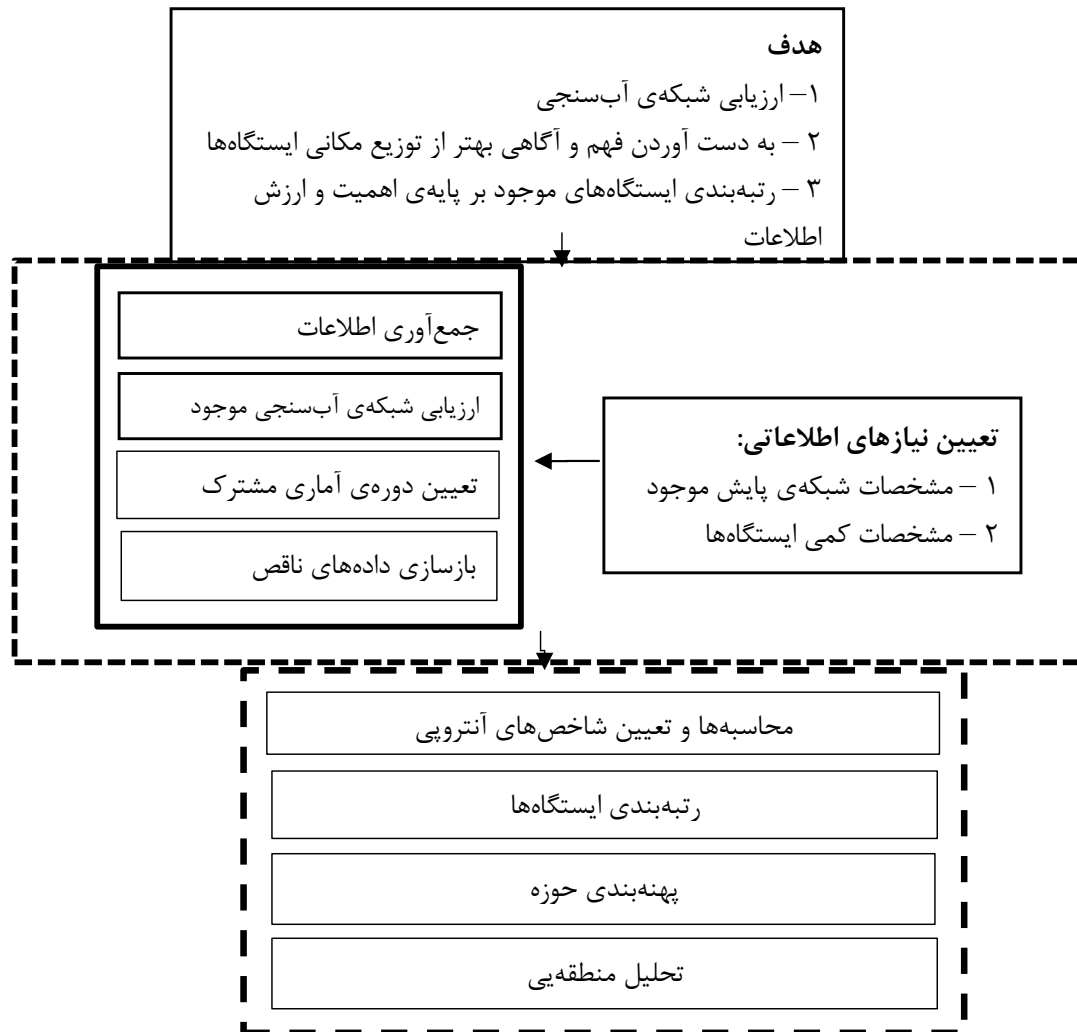 هدف
۱– ارزیابی شبکه‌ی آب‌سنجی
۲ – به دست آوردن فهم و آگاهی بهتر از توزیع مکانی ایستگاه‌ها
۳ – رتبه‌بندی ایستگاه‌های موجود بر پایه‌ی اهمیت و ارزش
اطلاعات
جمع‌آوری اطلاعات
ارزیابی شبکه‌ی آب‌سنجی موجود
تعیین دوره‌ی آماری مشترک
بازسازی داده‌های ناقص
تعیین نیازهای اطلاعاتی:
۱ – مشخصات شبکه‌ی پایش موجود
۲ – مشخصات کمی ایستگاه‌ها
محاسبه‌ها و تعیین شاخص‌های آنتروپی
رتبه‌بندی ایستگاه‌ها
پهنه‌بندی حوزه
تحلیل منطقه‌یی